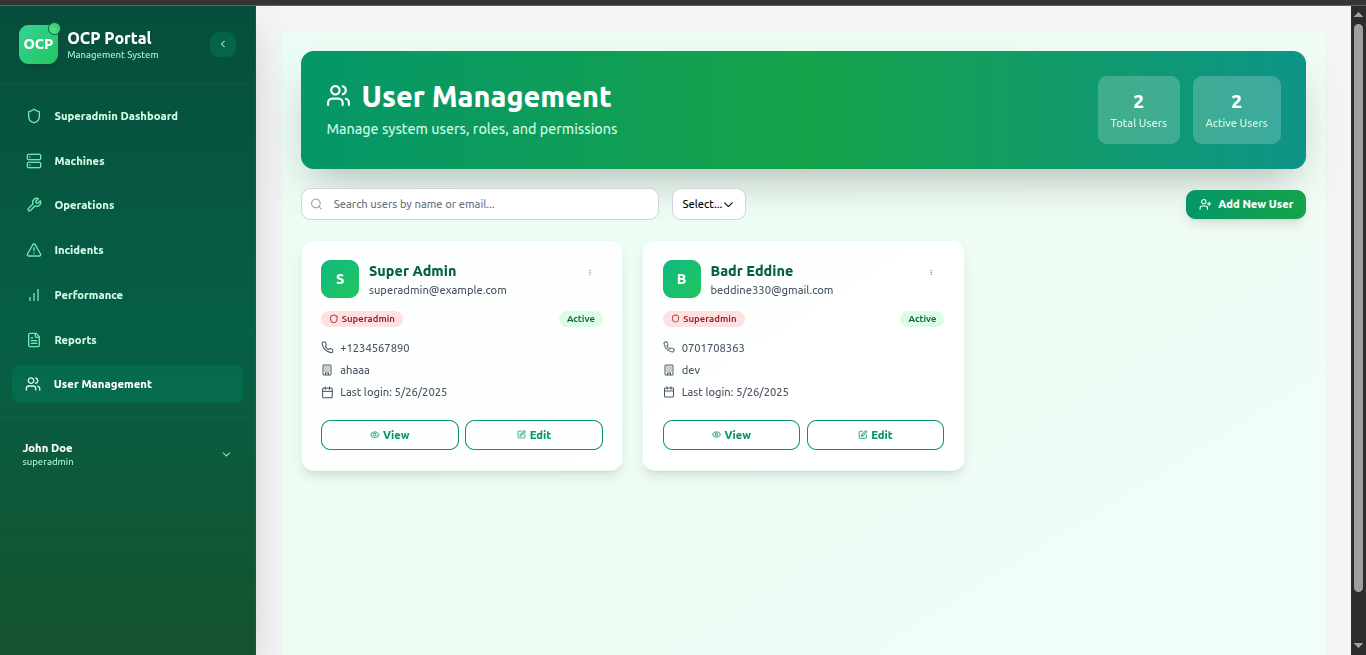 OCP
OCP Portal
Management System
Superadmin Dashboard
Machines
Operations
Incidents
Performance
Reports
User Management
John Doe
superadmin
User Management
Manage system users, roles, and permissions
2
Total Users
2
Active Users
Search users by name or email...
Select...
Add New User
S
Super Admin
superadmin@example.com
Superadmin
Active
+1234567890
ahaaa
Last login: 5/26/2025
View
Edit
B
Badr Eddine
beddine330@gmail.com
Superadmin
Active
0701708363
dev
Last login: 5/26/2025
View
Edit